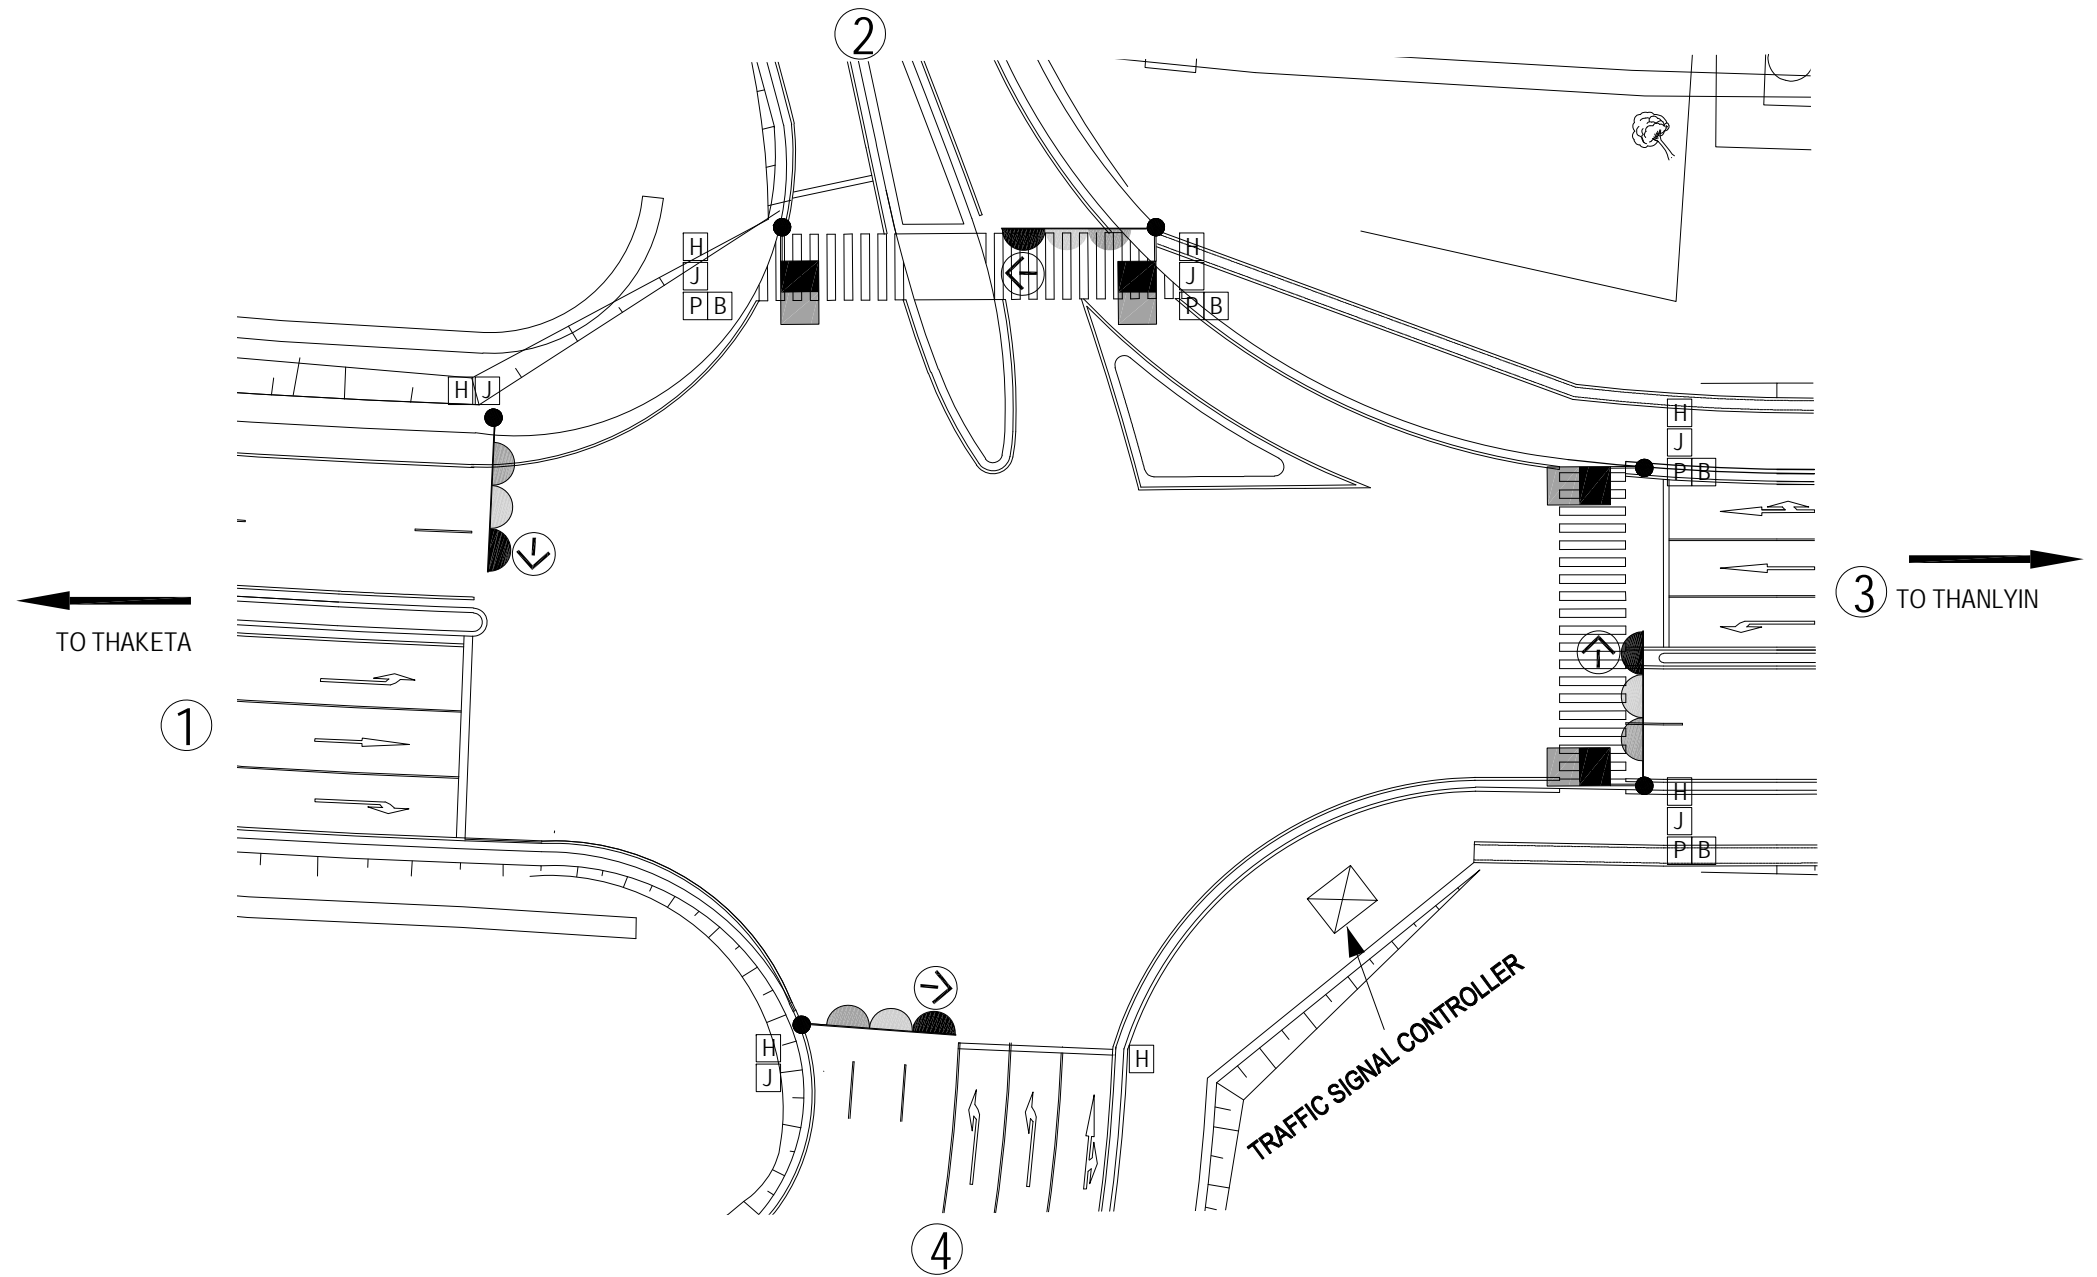 2
H
J
P B
H
J
P B
H J
H
J
P B
3
TO THANLYIN
TO THAKETA
1
H
J
P B
TRAFFIC SIGNAL CONTROLLER
H
J
H
4